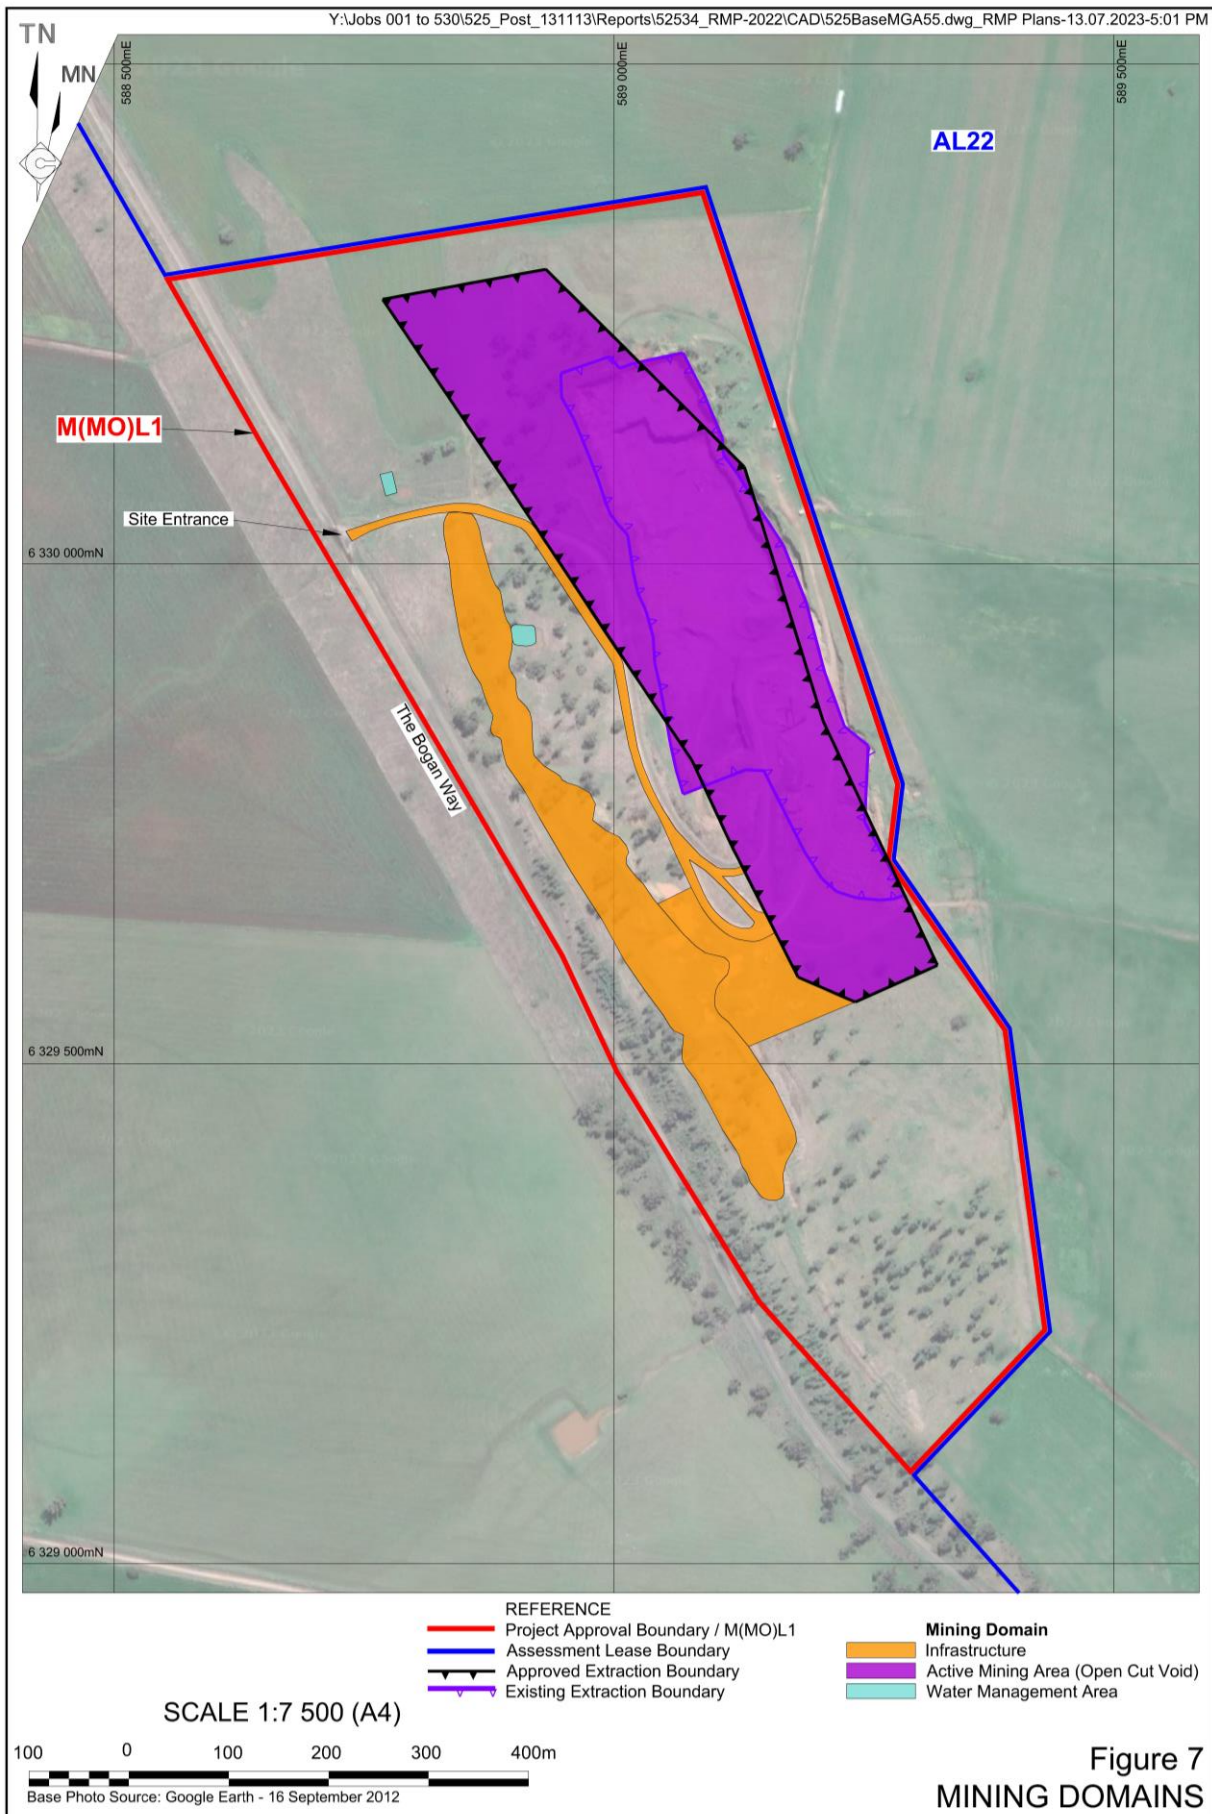 Y:\Jobs 001 to 530\525_Post_131113\Reports\52534_RMP-2022\CAD\525BaseMGA55.dwg_RMP Plans-13.07.2023-5:01 PM
TN
MN
588 500mE
589 000mE
589 500mE
AL22
M(MO)L1
Site Entrance
6 330 000mN
The Bogan Way
6 329 500mN
6 329 000mN
REFERENCE
Project Approval Boundary / M(MO)L1
Assessment Lease Boundary
Approved Extraction Boundary
Existing Extraction Boundary
Mining Domain
Infrastructure
Active Mining Area (Open Cut Void)
Water Management Area
SCALE 1:7 500 (A4)
100 0 100 200 300 400m
Base Photo Source: Google Earth - 16 September 2012
Figure 7
MINING DOMAINS